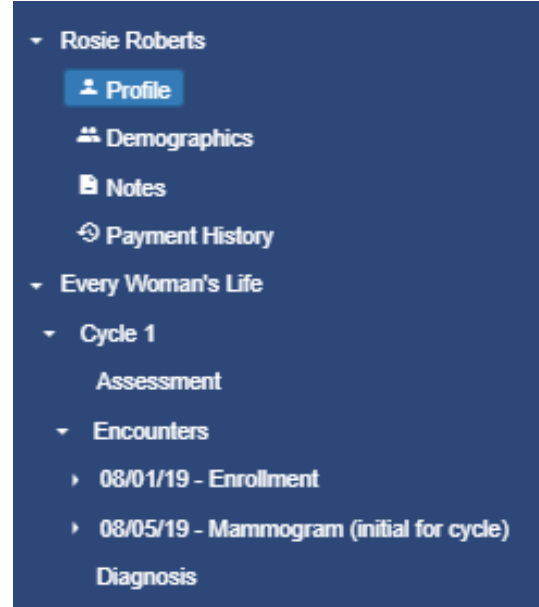 Rosie Roberts
Profile
Demographics
Notes
Payment History
Every Woman's Life
Cycle 1
Assessment
Encounters
08/01/19 - Enrollment
08/05/19 - Mammogram (initial for cycle)
Diagnosis